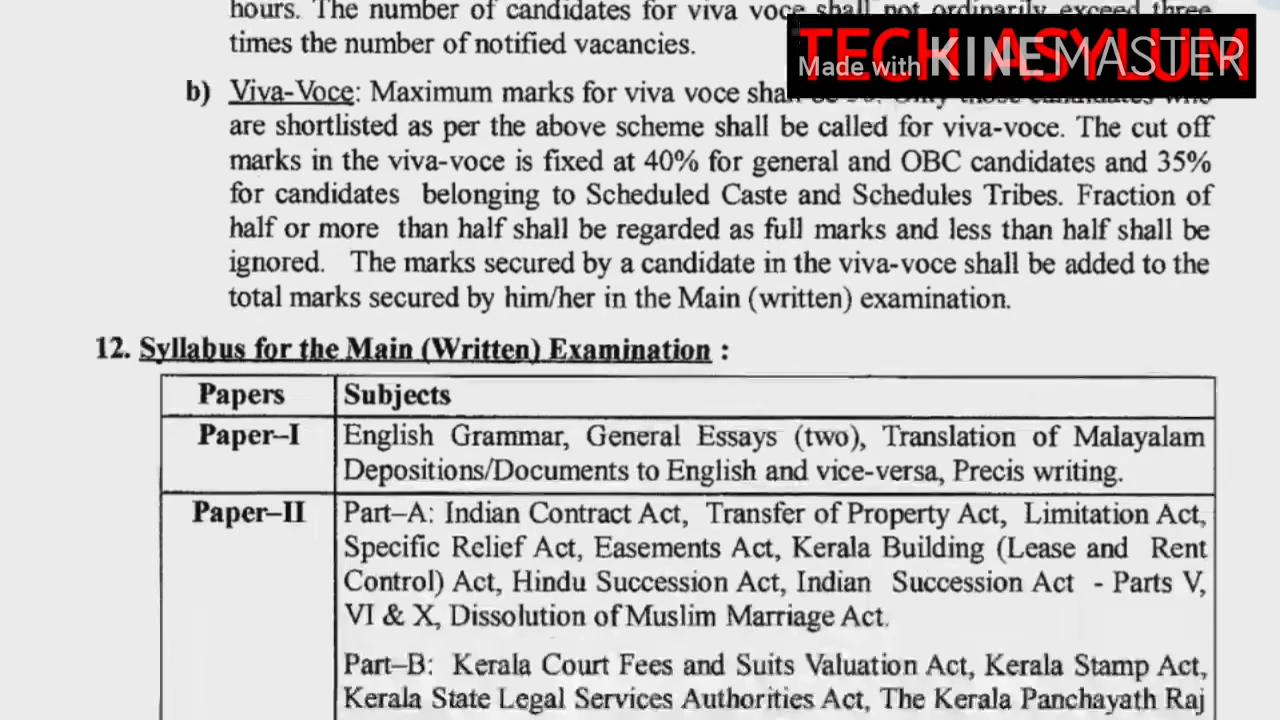 hours. The number of candidates for viva voce shall not ordinarily exceed three
times the number of notified vacancies.
TECH ASYLUM
Made with KINEMASTER
b) Viva-Voce: Maximum marks for viva voce shall be 50. Only those candidates who
are shortlisted as per the above scheme shall be called for viva-voce. The cut off
marks in the viva-voce is fixed at 40% for general and OBC candidates and 35%
for candidates belonging to Scheduled Caste and Schedules Tribes. Fraction of
half or more than half shall be regarded as full marks and less than half shall be
ignored. The marks secured by a candidate in the viva-voce shall be added to the
total marks secured by him/her in the Main (written) examination.
12. Syllabus for the Main (Written) Examination :
Papers Subjects
Paper–I English Grammar, General Essays (two), Translation of Malayalam
Depositions/Documents to English and vice-versa, Precis writing.
Paper–II Part–A: Indian Contract Act, Transfer of Property Act, Limitation Act,
Specific Relief Act, Easements Act, Kerala Building (Lease and Rent
Control) Act, Hindu Succession Act, Indian Succession Act - Parts V,
VI & X, Dissolution of Muslim Marriage Act.
Part–B: Kerala Court Fees and Suits Valuation Act, Kerala Stamp Act,
Kerala State Legal Services Authorities Act, The Kerala Panchayath Raj